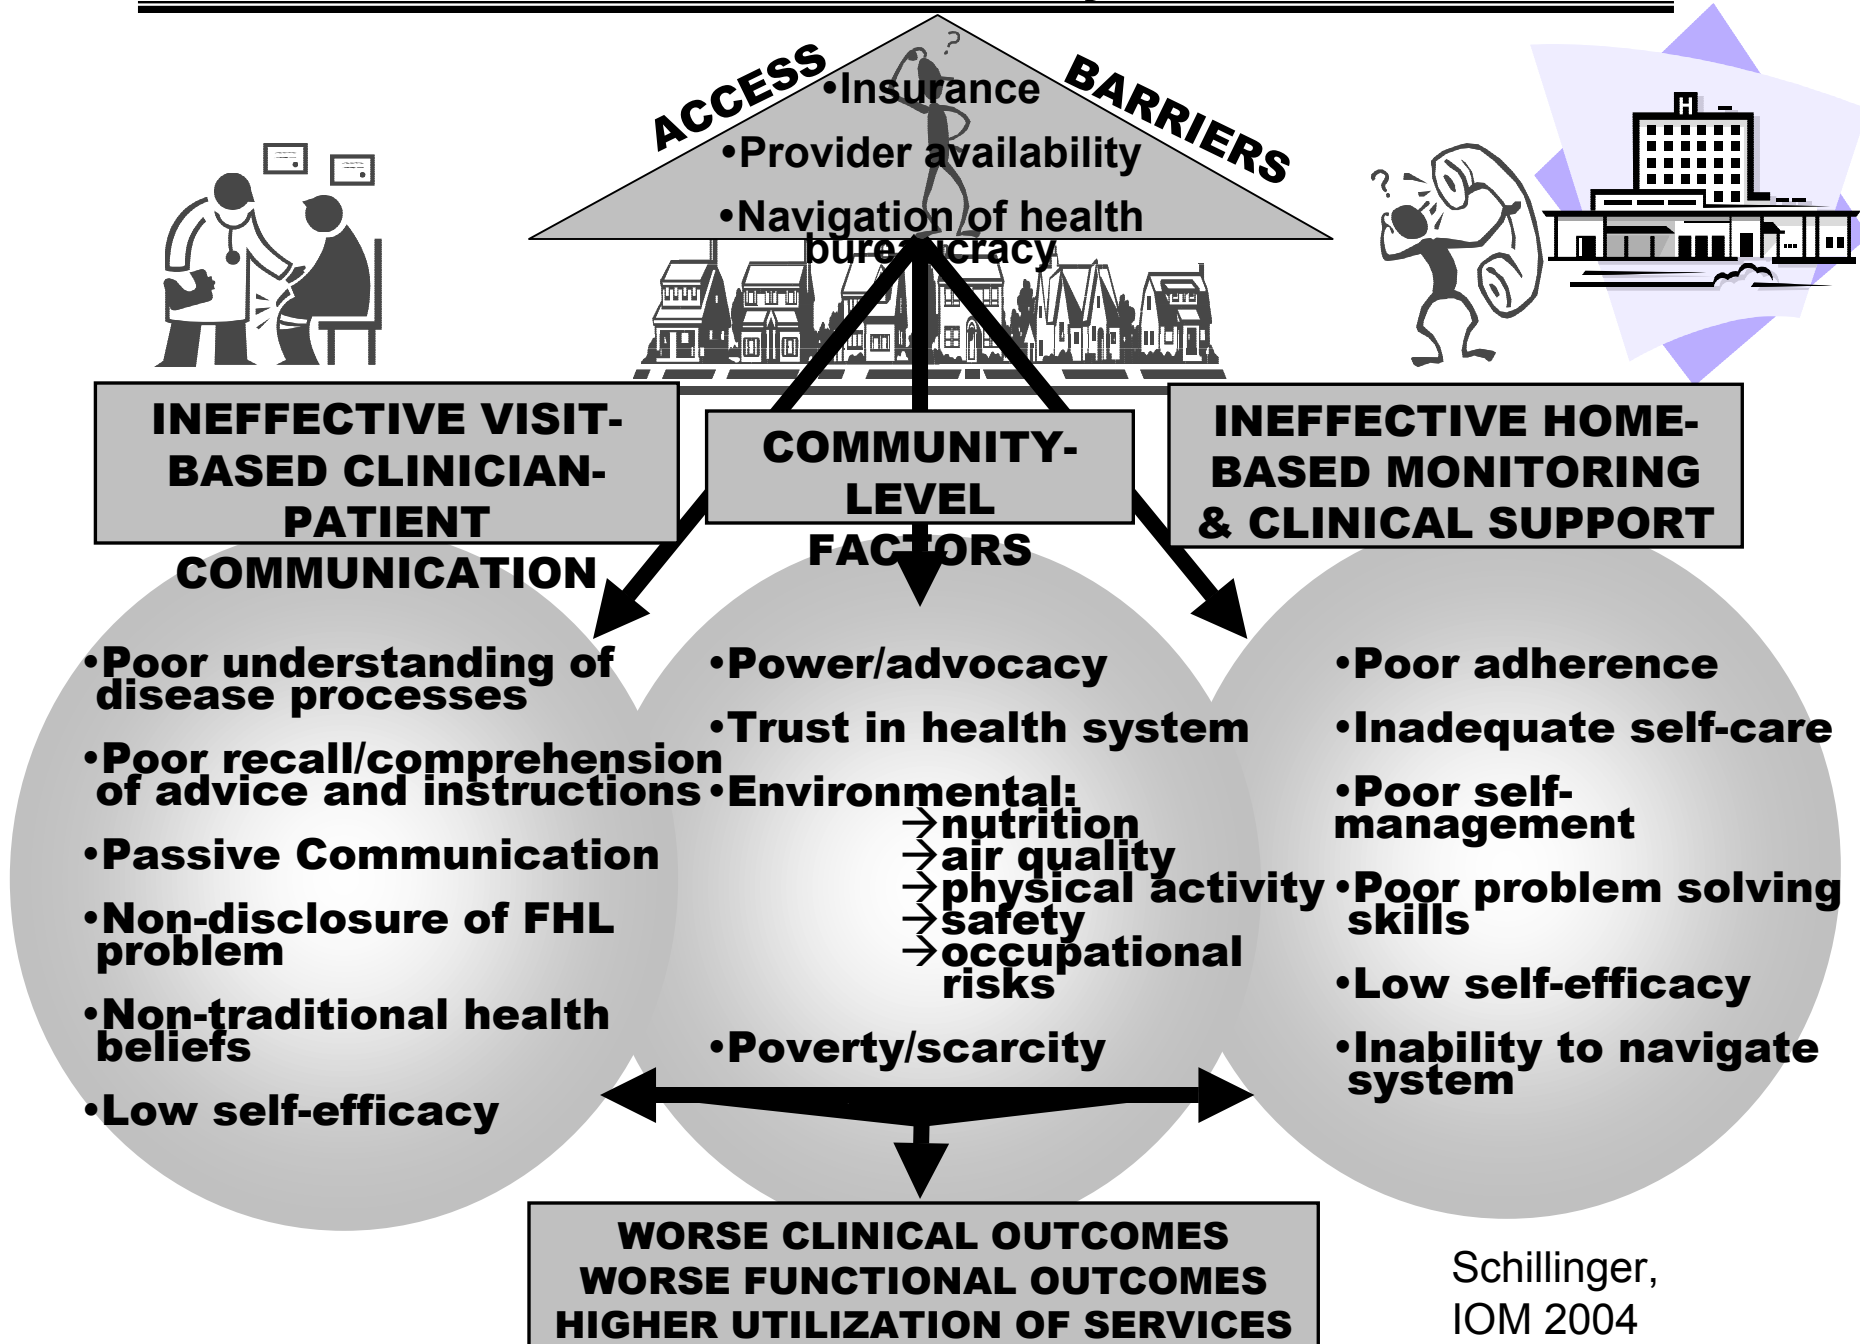 ACCESS
BARRIERS
•Insurance
•Provider availability
•Navigation of health
bureaucracy
H
INEFFECTIVE VISIT-
BASED CLINICIAN-
PATIENT
COMMUNICATION
•Poor understanding of
disease processes
•Poor recall/comprehension
of advice and instructions
•Passive Communication
•Non-disclosure of FHL
problem
•Non-traditional health
beliefs
•Low self-efficacy
COMMUNITY-
LEVEL
FACTORS
•Power/advocacy
•Trust in health system
•Environmental:
→nutrition
→air quality
→physical activity
→safety
→occupational
risks
•Poverty/scarcity
INEFFECTIVE HOME-
BASED MONITORING
& CLINICAL SUPPORT
•Poor adherence
•Inadequate self-care
•Poor self-
management
•Poor problem solving
skills
•Low self-efficacy
•Inability to navigate
system
WORSE CLINICAL OUTCOMES
WORSE FUNCTIONAL OUTCOMES
HIGHER UTILIZATION OF SERVICES
Schillinger,
IOM 2004